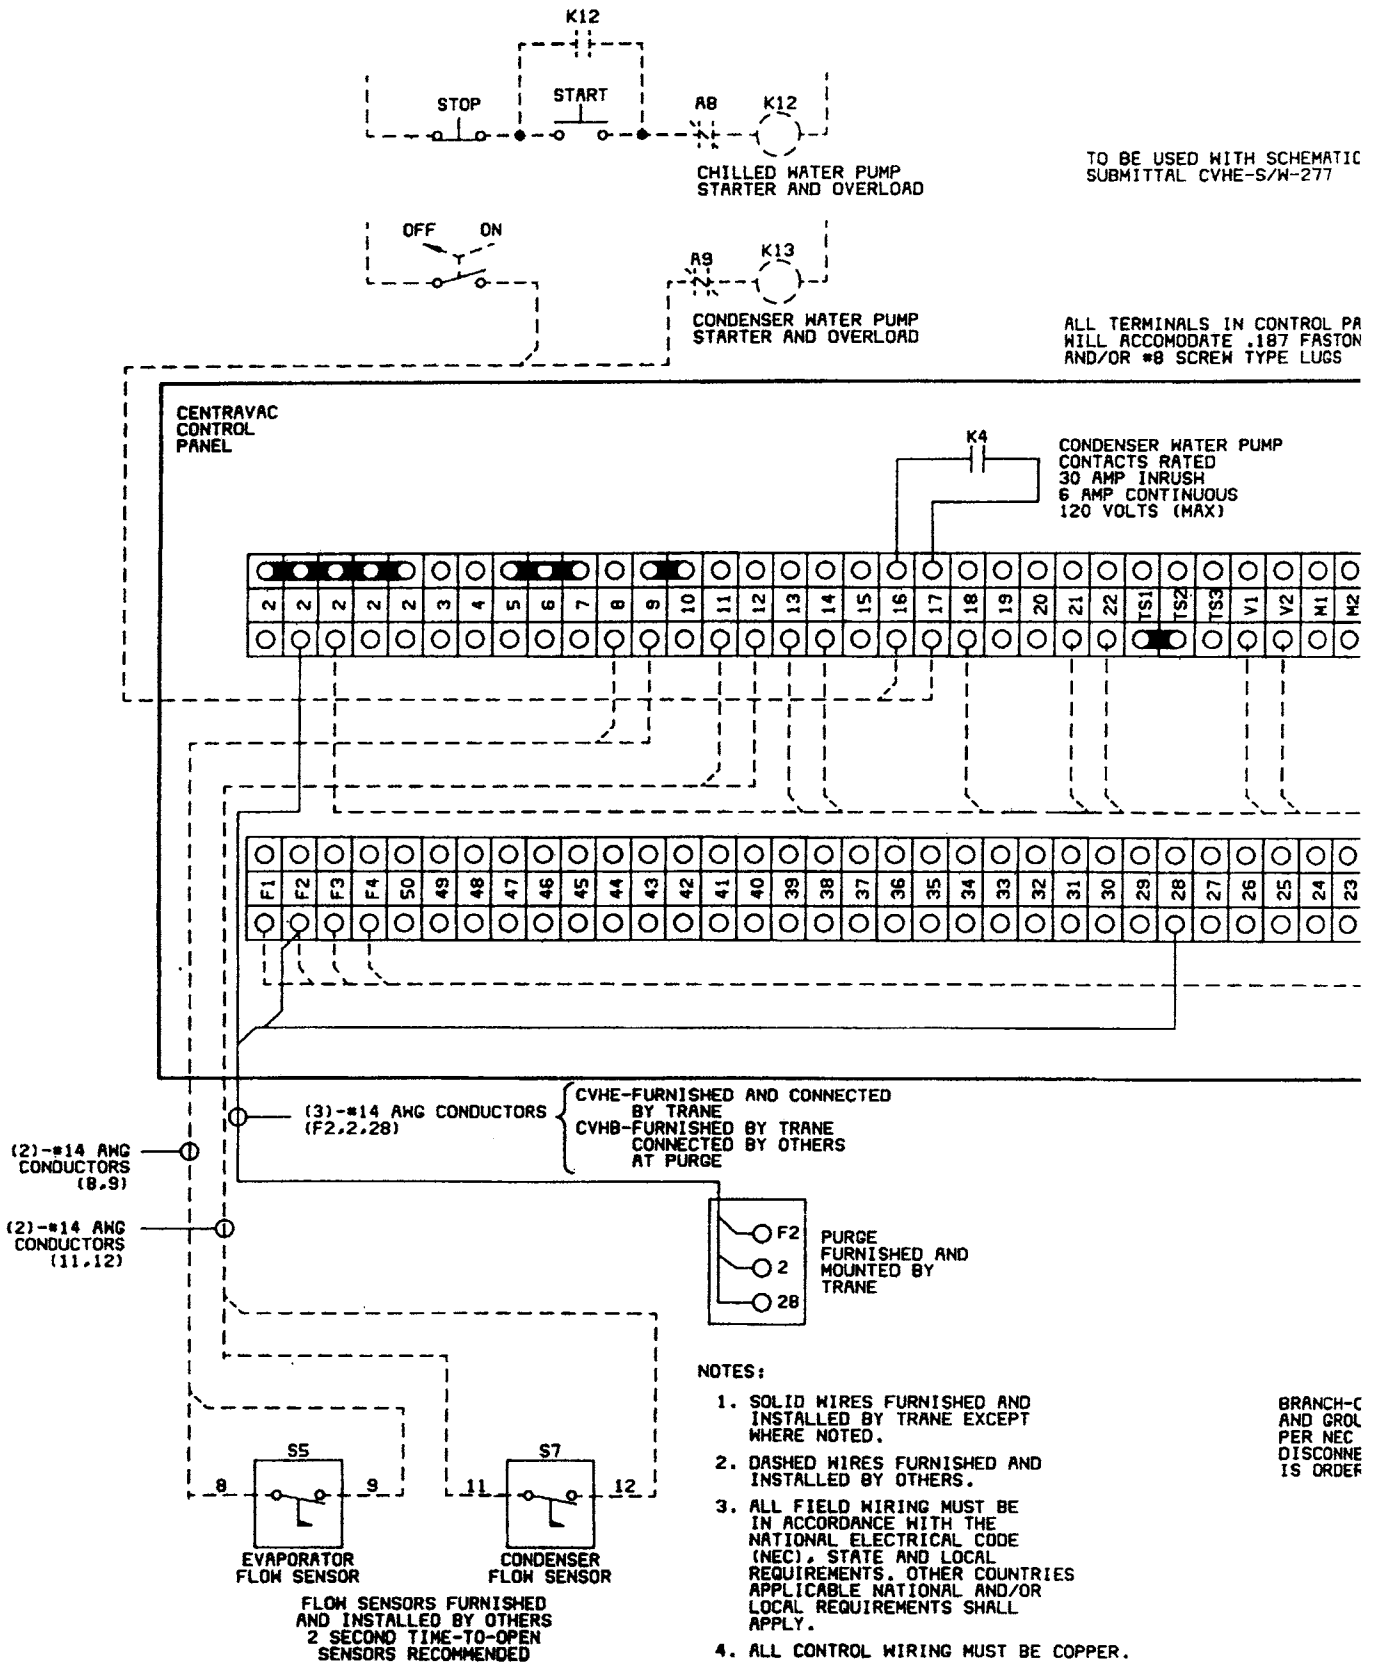 K12
STOP
START
A8
K12
CHILLED WATER PUMP
STARTER AND OVERLOAD
TO BE USED WITH SCHEMATIC
SUBMITTAL CVHE-S/W-277
OFF
ON
A9
K13
CONDENSER WATER PUMP
STARTER AND OVERLOAD
ALL TERMINALS IN CONTROL PA
WILL ACCOMODATE .187 FASTON
AND/OR #8 SCREW TYPE LUGS
CENTRAVAC
CONTROL
PANEL
K4
CONDENSER WATER PUMP
CONTACTS RATED
30 AMP INRUSH
6 AMP CONTINUOUS
120 VOLTS (MAX)
2 2 2 2 2 3 4 5 6 7 8 9 10 11 12 13 14 15 16 17 18 19 20 21 22 TS1 TS2 TS3 V1 V2 M1 M2
F1 F2 F3 F4 50 49 48 47 46 45 44 43 42 41 40 39 38 37 36 35 34 33 32 31 30 29 28 27 26 25 24 23
(3)-#14 AWG CONDUCTORS
(F2,2,28)
CVHE-FURNISHED AND CONNECTED
BY TRANE
CVHB-FURNISHED BY TRANE
CONNECTED BY OTHERS
AT PURGE
(2)-#14 AWG
CONDUCTORS
(8,9)
(2)-#14 AWG
CONDUCTORS
(11,12)
F2
2
28
PURGE
FURNISHED AND
MOUNTED BY
TRANE
NOTES:
1. SOLID WIRES FURNISHED AND
INSTALLED BY TRANE EXCEPT
WHERE NOTED.
2. DASHED WIRES FURNISHED AND
INSTALLED BY OTHERS.
3. ALL FIELD WIRING MUST BE
IN ACCORDANCE WITH THE
NATIONAL ELECTRICAL CODE
(NEC), STATE AND LOCAL
REQUIREMENTS. OTHER COUNTRIES
APPLICABLE NATIONAL AND/OR
LOCAL REQUIREMENTS SHALL
APPLY.
4. ALL CONTROL WIRING MUST BE COPPER.
BRANCH-C
AND GROU
PER NEC
DISCONNE
IS ORDER
S5
8
9
EVAPORATOR
FLOW SENSOR
S7
11
12
CONDENSER
FLOW SENSOR
FLOW SENSORS FURNISHED
AND INSTALLED BY OTHERS
2 SECOND TIME-TO-OPEN
SENSORS RECOMMENDED